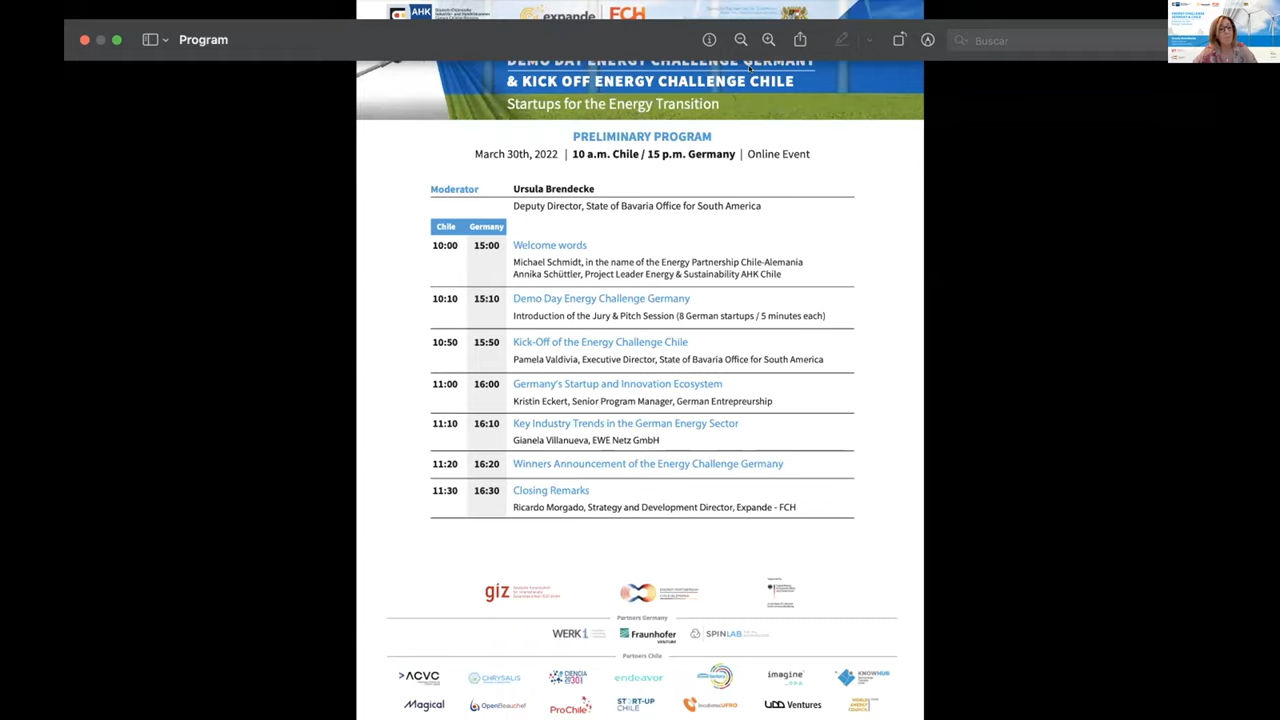 AHK
expande
FCH
Program
Buscar
DEMO DAY ENERGY CHALLENGE GERMANY
& KICK OFF ENERGY CHALLENGE CHILE
Startups for the Energy Transition
PRELIMINARY PROGRAM
March 30th, 2022 | 10 a.m. Chile / 15 p.m. Germany | Online Event
Moderator Ursula Brendecke
Deputy Director, State of Bavaria Office for South America
Chile Germany
10:00 15:00 Welcome words
Michael Schmidt, in the name of the Energy Partnership Chile-Alemania
Annika Schüttler, Project Leader Energy & Sustainability AHK Chile
10:10 15:10 Demo Day Energy Challenge Germany
Introduction of the Jury & Pitch Session (8 German startups / 5 minutes each)
10:50 15:50 Kick-Off of the Energy Challenge Chile
Pamela Valdivia, Executive Director, State of Bavaria Office for South America
11:00 16:00 Germany's Startup and Innovation Ecosystem
Kristin Eckert, Senior Program Manager, German Entrepreurship
11:10 16:10 Key Industry Trends in the German Energy Sector
Gianela Villanueva, EWE Netz GmbH
11:20 16:20 Winners Announcement of the Energy Challenge Germany
11:30 16:30 Closing Remarks
Ricardo Morgado, Strategy and Development Director, Expande - FCH
giz
Partners Germany
WERK1
Fraunhofer
VENTURE
SPINLAB
Partners Chile
ACVC
CHRYSALIS
CIENCIA
2030
endeavor
imagine
KNOWHUB
Magical
OpenBeauchef
ProChile
START-UP
CHILE
IncubatecUFRO
UDD Ventures